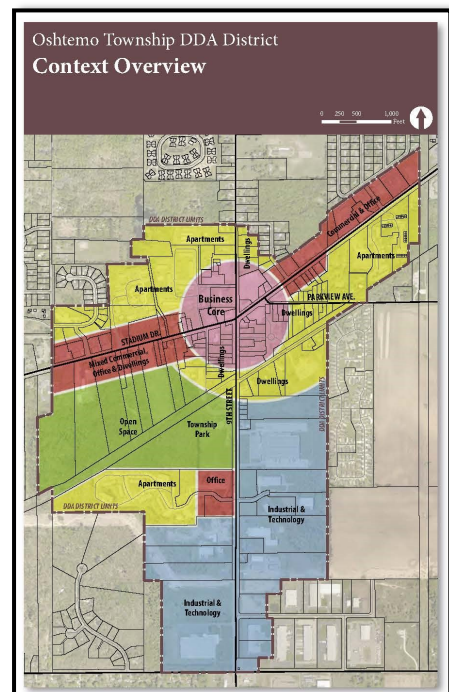 Oshtemo Township DDA District
Context Overview
0 250 500 1,000
Feet
DDA DISTRICT LIMITS
Commercial & Office
Apartments
Dwellings
Apartments
Apartments
Business
Core
PARKVIEW AVE.
Dwellings
STADIUM DR.
Mixed Commercial,
Office & Dwellings
Dwellings
Dwellings
9TH STREET
DDA DISTRICT LIMITS
Open
Space
Township
Park
Apartments
Office
DDA DISTRICT LIMITS
Industrial &
Technology
Industrial &
Technology